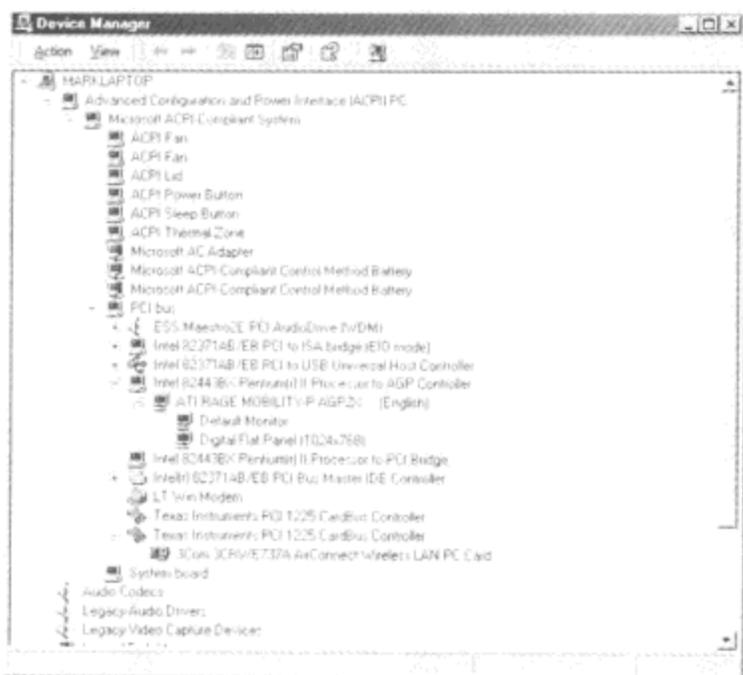 Device Manager
Action View
MARKLAPTOP
Advanced Configuration and Power Interface (ACPI) PC
Microsoft ACPI-Compliant System
ACPI Fan
ACPI Fan
ACPI Lid
ACPI Power Button
ACPI Sleep Button
ACPI Thermal Zone
Microsoft AC Adapter
Microsoft ACPI-Compliant Control Method Battery
Microsoft ACPI-Compliant Control Method Battery
PCI bus
ESS Maestro2E PCI AudioDrive (WDM)
Intel 82371AB/EB PCI to ISA bridge (EIO mode)
Intel 82371AB/EB PCI to USB Universal Host Controller
Intel 82443BX Pentium(r) II Processor to AGP Controller
ATI RAGE MOBILITY-P AGP2X (English)
Default Monitor
Digital Flat Panel (1024x768)
Intel 82443BX Pentium(r) II Processor to PCI Bridge
Intel(r) 82371AB/EB PCI Bus Master IDE Controller
LT Win Modem
Texas Instruments PCI 1225 CardBus Controller
Texas Instruments PCI 1225 CardBus Controller
3Com 3CRWE737A AirConnect Wireless LAN PC Card
System board
Audio Codecs
Legacy Audio Drivers
Legacy Video Capture Devices